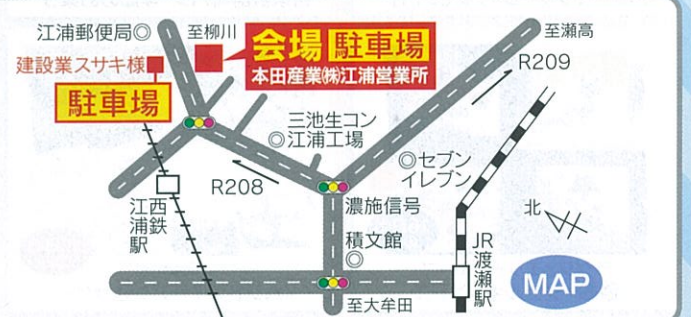 江浦郵便局◎
至柳川
会場 駐車場
本田産業㈱江浦営業所
至瀬高
建設業スサキ様
駐車場
R209
三池生コン
江浦工場
セブン
イレブン
R208
濃施信号
西鉄
江浦駅
北
積文館
JR渡瀬駅
MAP
至大牟田